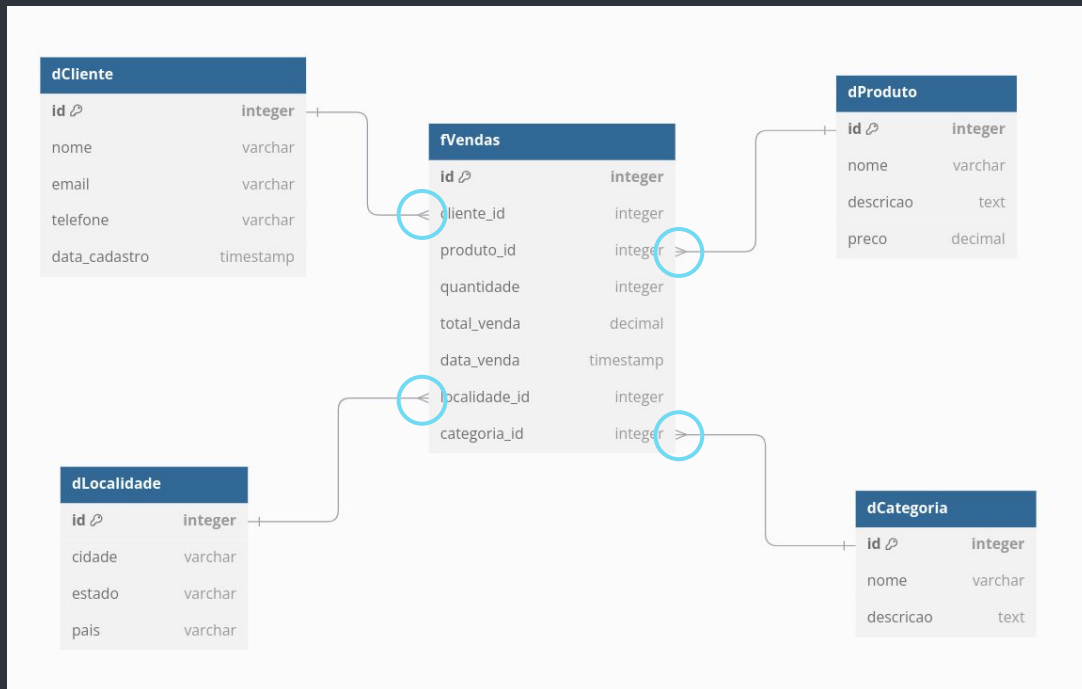 dCliente
id integer
nome varchar
email varchar
telefone varchar
data_cadastro timestamp
fVendas
id integer
cliente_id integer
produto_id integer
quantidade integer
total_venda decimal
data_venda timestamp
localidade_id integer
categoria_id integer
dProduto
id integer
nome varchar
descricao text
preco decimal
dLocalidade
id integer
cidade varchar
estado varchar
pais varchar
dCategoria
id integer
nome varchar
descricao text